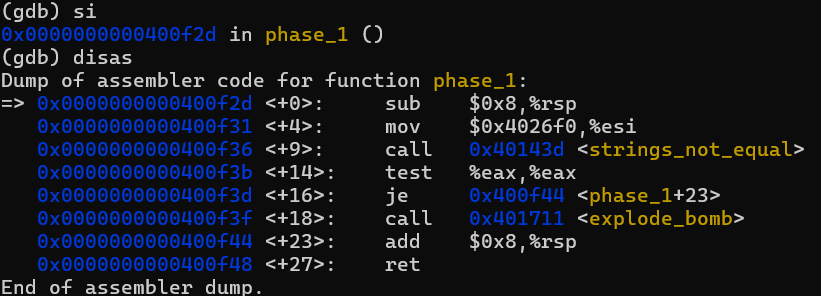 (gdb) si
0x0000000000400f2d in phase_1 ()
(gdb) disas
Dump of assembler code for function phase_1:
=> 0x0000000000400f2d <+0>:     sub    $0x8,%rsp
   0x0000000000400f31 <+4>:     mov    $0x4026f0,%esi
   0x0000000000400f36 <+9>:     call   0x40143d <strings_not_equal>
   0x0000000000400f3b <+14>:    test   %eax,%eax
   0x0000000000400f3d <+16>:    je     0x400f44 <phase_1+23>
   0x0000000000400f3f <+18>:    call   0x401711 <explode_bomb>
   0x0000000000400f44 <+23>:    add    $0x8,%rsp
   0x0000000000400f48 <+27>:    ret
End of assembler dump.